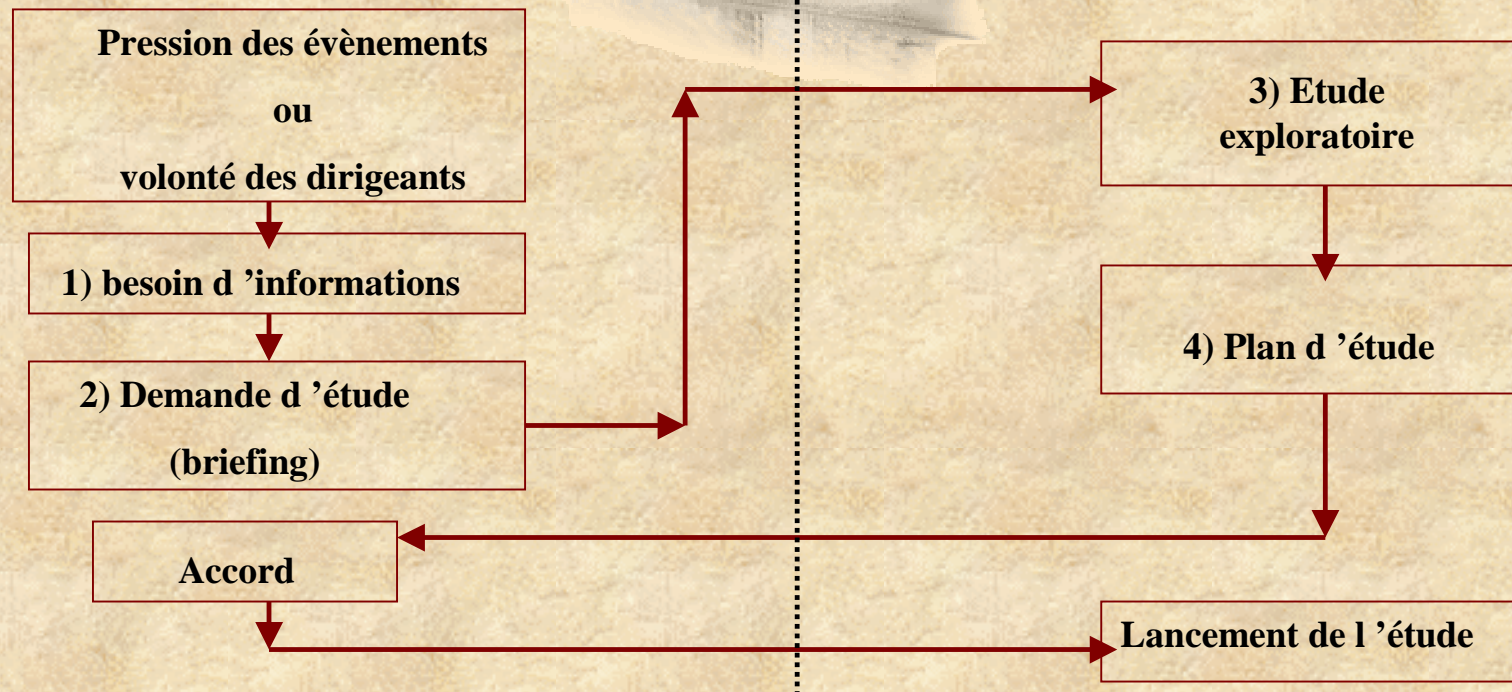 Pression des évènements
ou
volonté des dirigeants
1) besoin d ’informations
2) Demande d ’étude
(briefing)
Accord
3) Etude
exploratoire
4) Plan d ’étude
Lancement de l ’étude